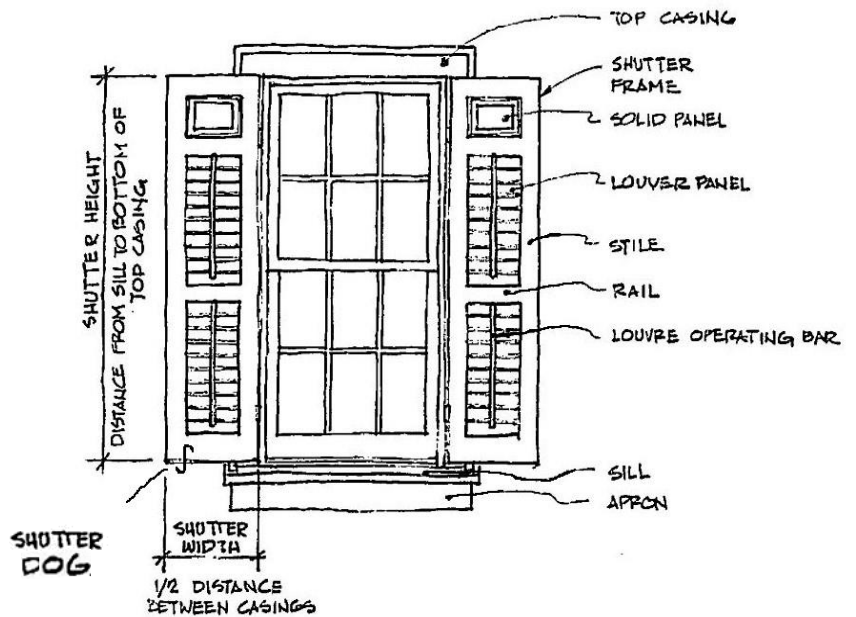 TOP CASING
SHUTTER
FRAME
SOLID PANEL
LOUVER PANEL
STILE
RAIL
LOUVRE OPERATING BAR
SILL
APRON
SHUTTER HEIGHT
DISTANCE FROM SILL TO BOTTOM OF
TOP CASING
SHUTTER
DOG
SHUTTER
WIDTH
1/2 DISTANCE
BETWEEN CASINGS